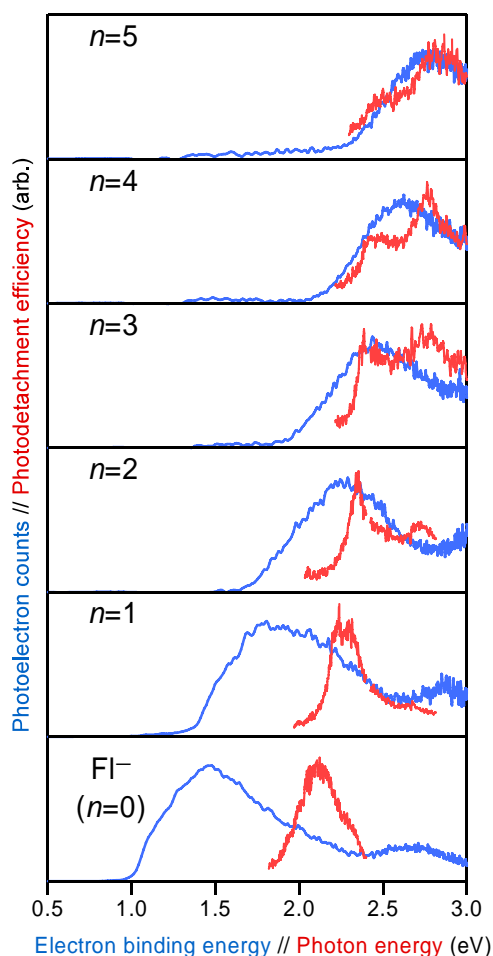 n=5
n=4
n=3
n=2
n=1
Fl⁻
(n=0)
Photoelectron counts // Photodetachment efficiency (arb.)
0.5 1.0 1.5 2.0 2.5 3.0
Electron binding energy // Photon energy (eV)